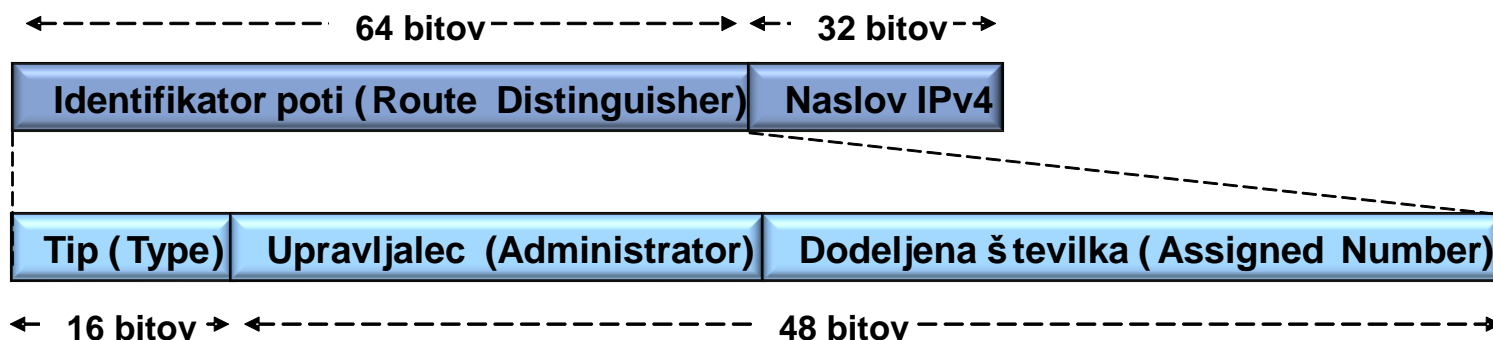 64 bitov 32 bitov
Identifikator poti (Route Distinguisher) Naslov IPv4
Tip (Type) Upravljalec (Administrator) Dodeljena številka (Assigned Number)
16 bitov 48 bitov